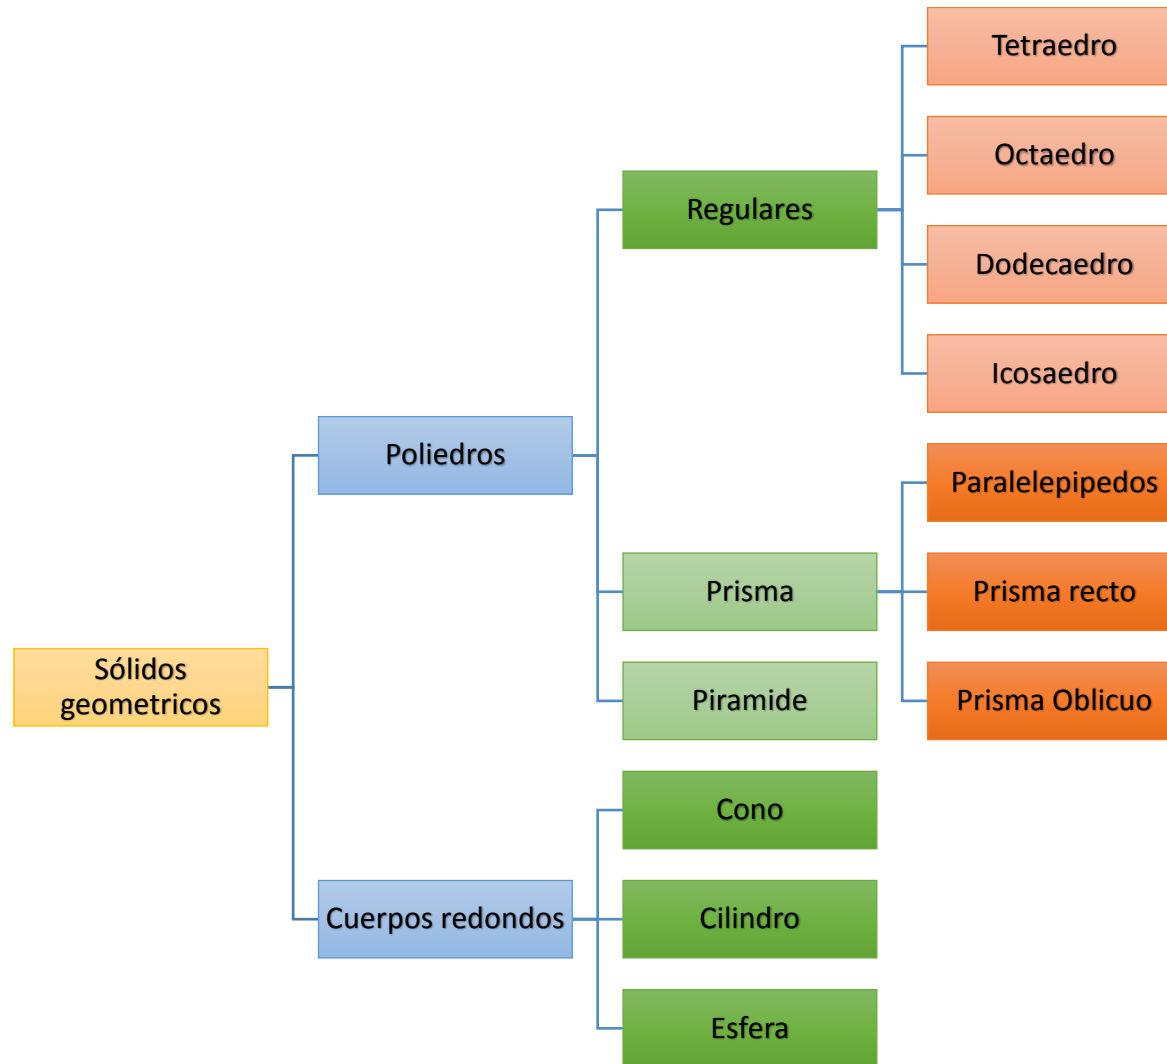 Sólidos
geometricos
Poliedros
Regulares
Tetraedro
Octaedro
Dodecaedro
Icosaedro
Prisma
Paralelepipedos
Prisma recto
Prisma Oblicuo
Piramide
Cuerpos redondos
Cono
Cilindro
Esfera